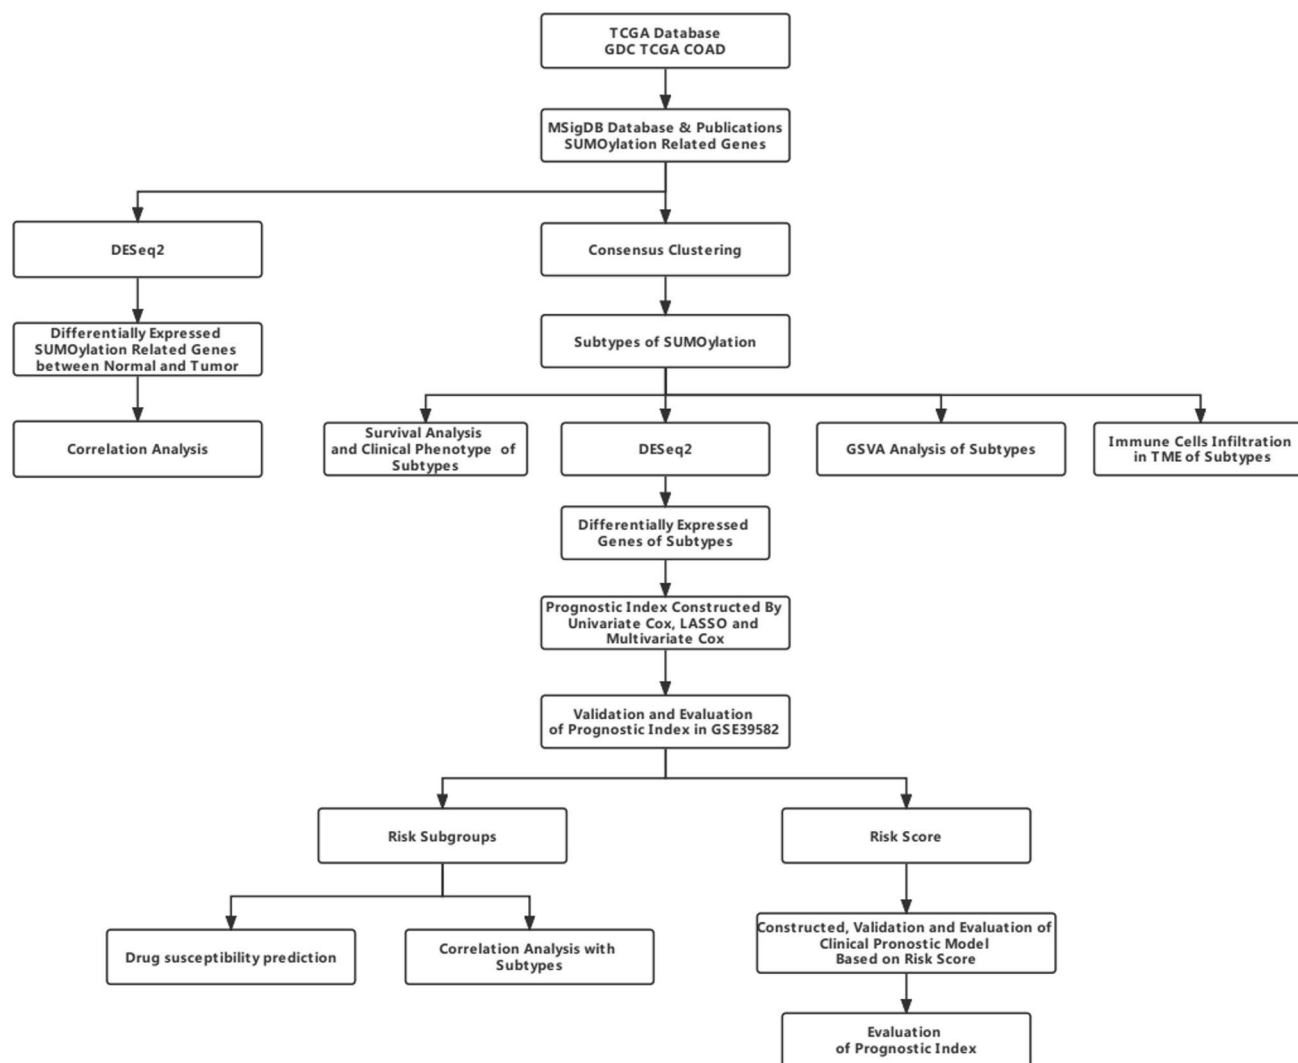 TCGA Database
GDC TCGA COAD
MSigDB Database & Publications
SUMOylation Related Genes
DESeq2
Consensus Clustering
Differentially Expressed
SUMOylation Related Genes
between Normal and Tumor
Subtypes of SUMOylation
Correlation Analysis
Survival Analysis
and Clinical Phenotype of
Subtypes
DESeq2
GSVA Analysis of Subtypes
Immune Cells Infiltration
in TME of Subtypes
Differentially Expressed
Genes of Subtypes
Prognostic Index Constructed By
Univariate Cox, LASSO and
Multivariate Cox
Validation and Evaluation
of Prognostic Index in GSE39582
Risk Subgroups
Risk Score
Drug susceptibility prediction
Correlation Analysis with
Subtypes
Constructed, Validation and Evaluation of
Clinical Pronostic Model
Based on Risk Score
Evaluation
of Prognostic Index